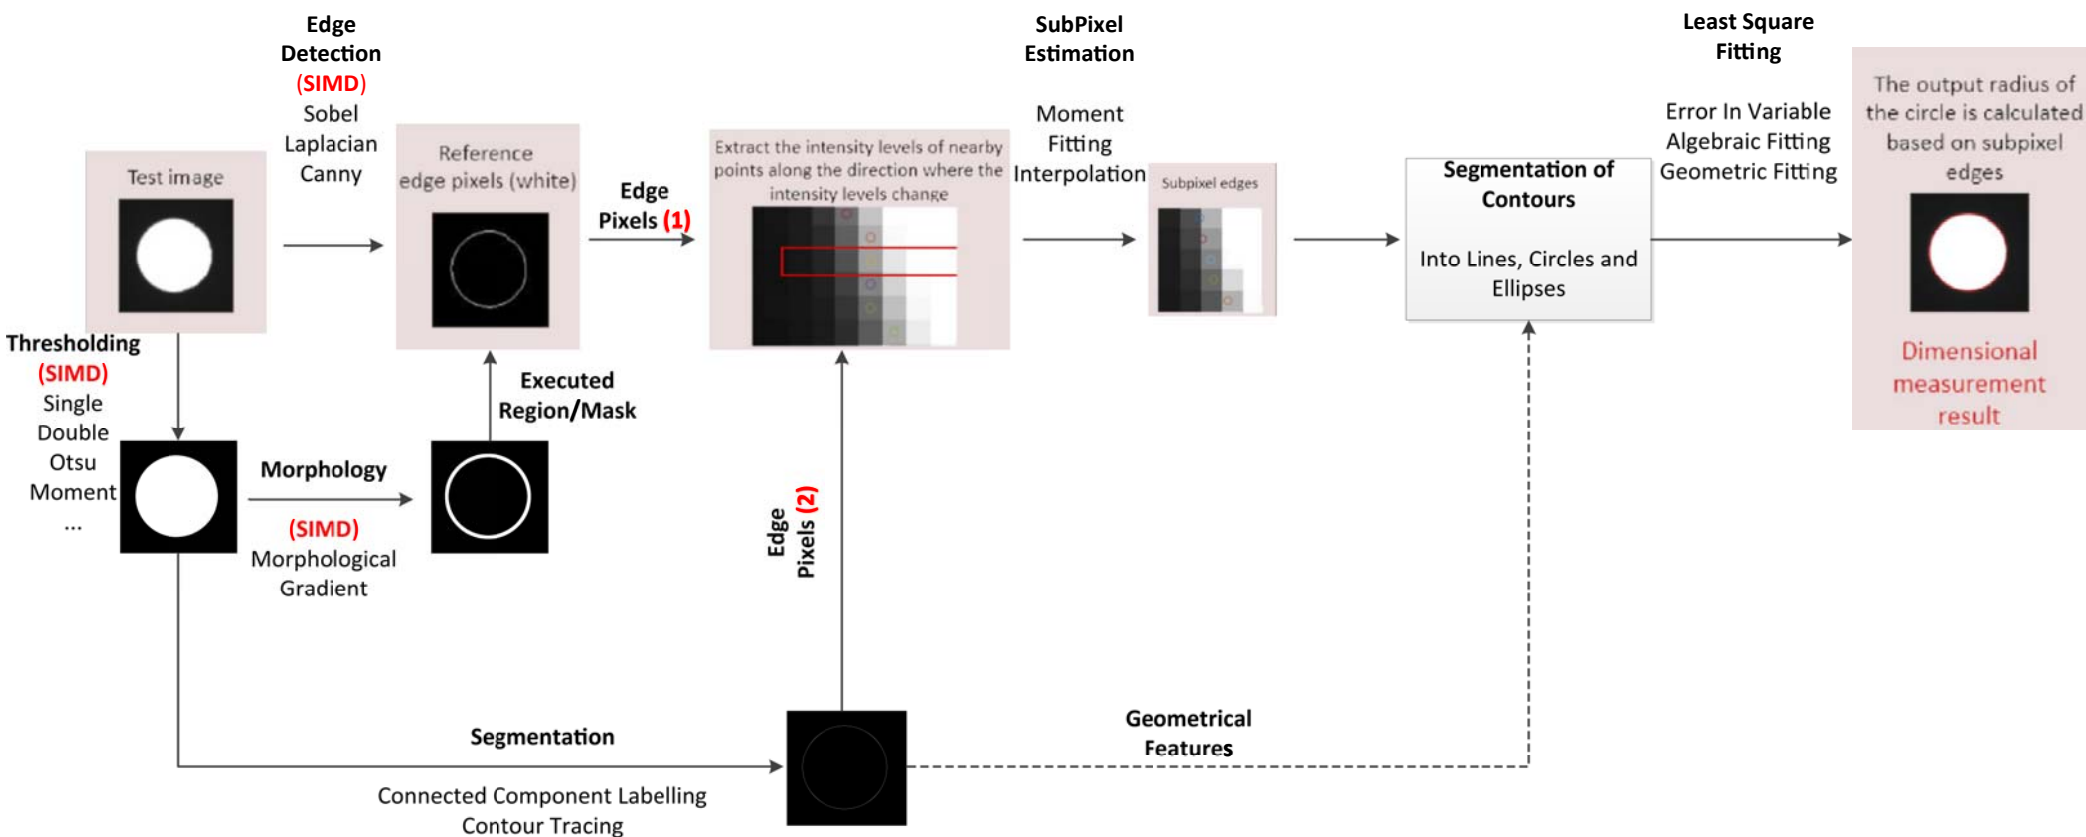 Edge
Detection
(SIMD)
Sobel
Laplacian
Canny
SubPixel
Estimation
Moment
Fitting
Interpolation
Least Square
Fitting
Error In Variable
Algebraic Fitting
Geometric Fitting
Test image
Reference
edge pixels (white)
Edge
Pixels (1)
Extract the intensity levels of nearby
points along the direction where the
intensity levels change
Subpixel edges
Segmentation of
Contours
Into Lines, Circles and
Ellipses
The output radius of
the circle is calculated
based on subpixel
edges
Dimensional
measurement
result
Thresholding
(SIMD)
Single
Double
Otsu
Moment
...
Executed
Region/Mask
Morphology
(SIMD)
Morphological
Gradient
Edge
Pixels (2)
Segmentation
Connected Component Labelling
Contour Tracing
Geometrical
Features